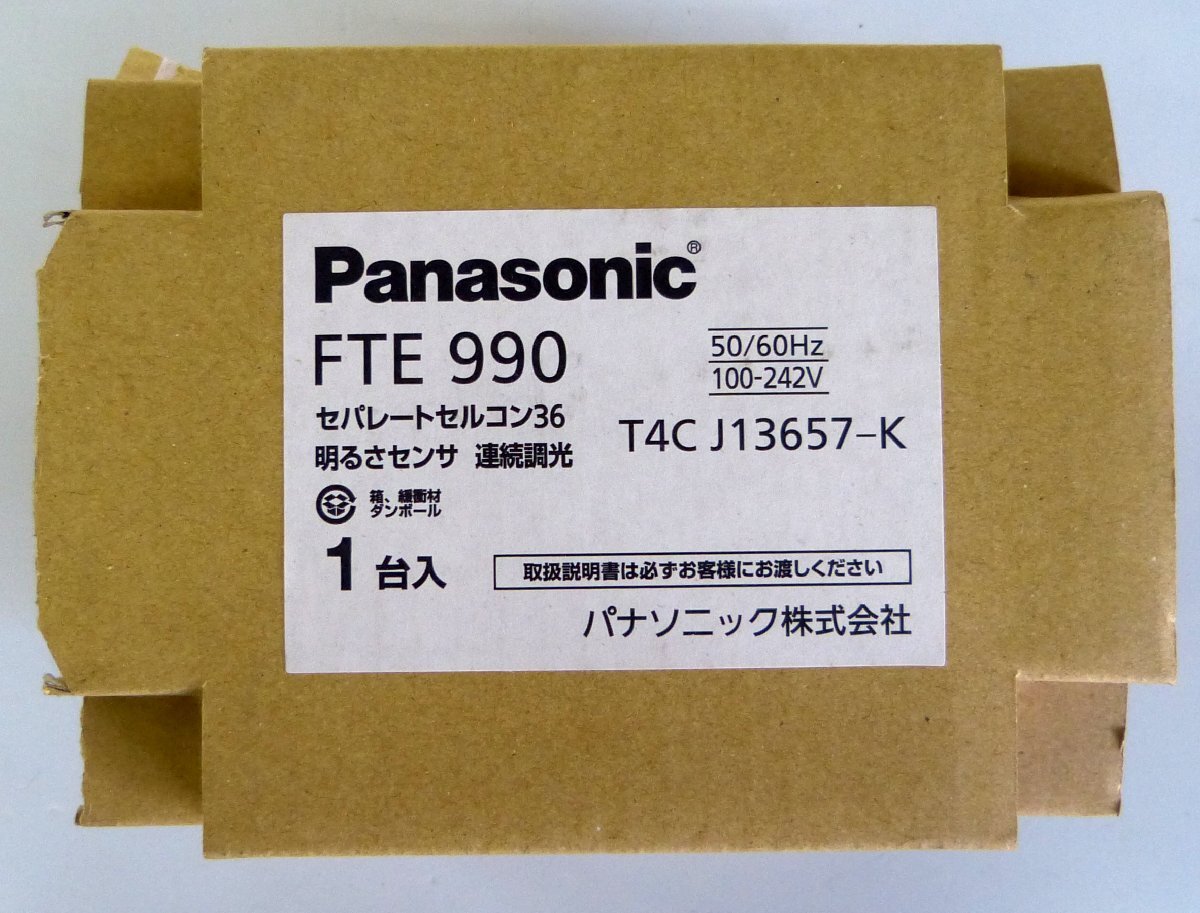 Panasonic®
FTE 990
50/60Hz
100-242V
セパレートセルコン36
明るさセンサ 連続調光
T4C J13657-K
箱、緩衝材
ダンボール
1 台入
取扱説明書は必ずお客様にお渡しください
パナソニック株式会社